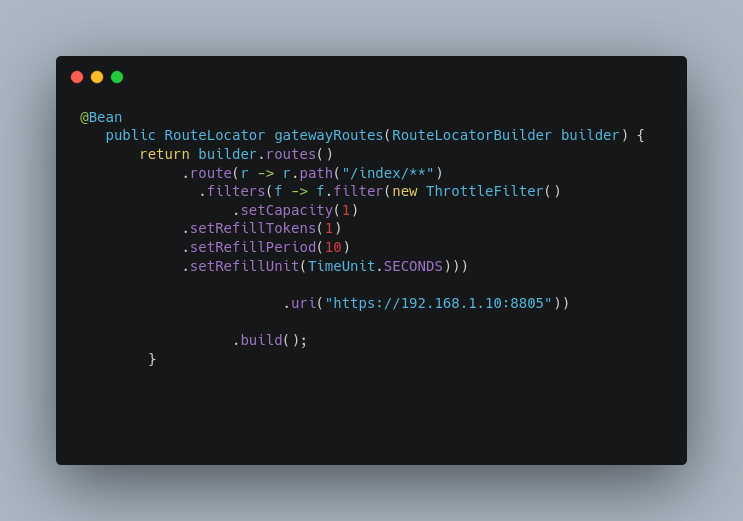 @Bean
public RouteLocator gatewayRoutes(RouteLocatorBuilder builder) {
return builder.routes()
.route(r -> r.path("/index/**")
.filters(f -> f.filter(new ThrottleFilter()
.setCapacity(1)
.setRefillTokens(1)
.setRefillPeriod(10)
.setRefillUnit(TimeUnit.SECONDS)))
.uri("https://192.168.1.10:8805"))
.build();
}